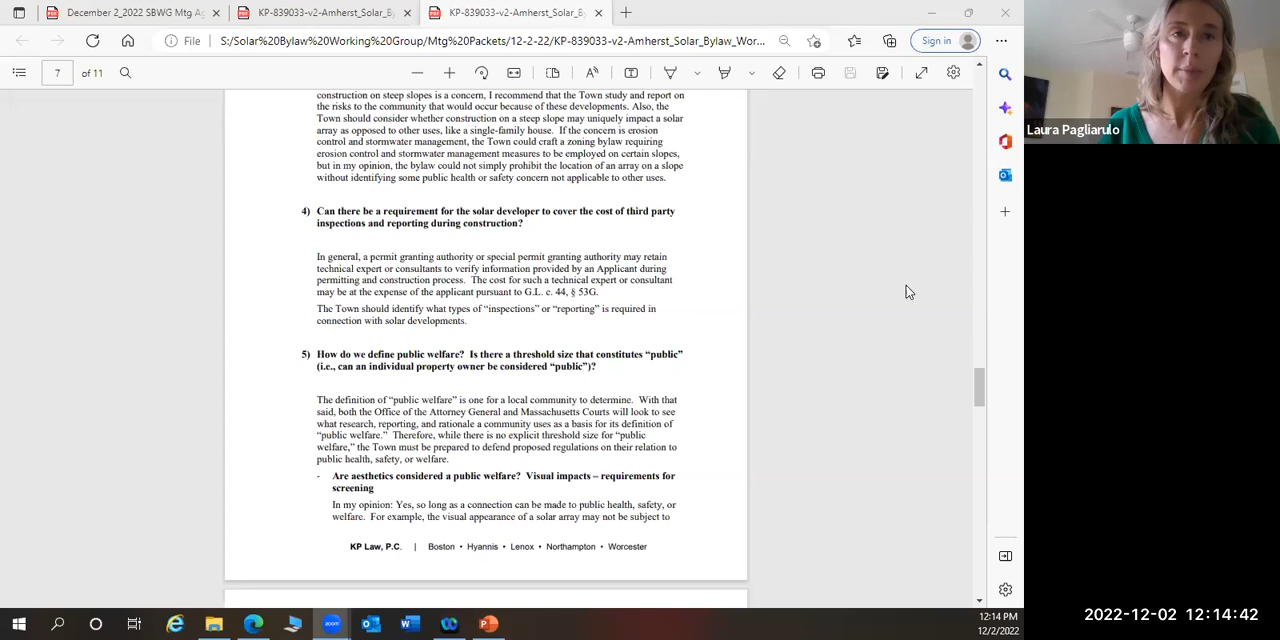 December 2_2022 SBWG Mtg Ag
KP-839033-v2-Amherst_Solar_By
KP-839033-v2-Amherst_Solar_By
File
S:/Solar%20Bylaw%20Working%20Group/Mtg%20Packets/12-2-22/KP-839033-v2-Amherst_Solar_Bylaw_Wor...
Sign in
7 of 11
construction on steep slopes is a concern, I recommend that the Town study and report on
the risks to the community that would occur because of these developments. Also, the
Town should consider whether construction on a steep slope may uniquely impact a solar
array as opposed to other uses, like a single-family house. If the concern is erosion
control and stormwater management, the Town could craft a zoning bylaw requiring
erosion control and stormwater management measures to be employed on certain slopes,
but in my opinion, the bylaw could not simply prohibit the location of an array on a slope
without identifying some public health or safety concern not applicable to other uses.
4) Can there be a requirement for the solar developer to cover the cost of third party
inspections and reporting during construction?
In general, a permit granting authority or special permit granting authority may retain
technical expert or consultants to verify information provided by an Applicant during
permitting and construction process. The cost for such a technical expert or consultant
may be at the expense of the applicant pursuant to G.L. c. 44, § 53G.
The Town should identify what types of “inspections” or “reporting” is required in
connection with solar developments.
5) How do we define public welfare? Is there a threshold size that constitutes “public”
(i.e., can an individual property owner be considered “public”)?
The definition of “public welfare” is one for a local community to determine. With that
said, both the Office of the Attorney General and Massachusetts Courts will look to see
what research, reporting, and rationale a community uses as a basis for its definition of
“public welfare.” Therefore, while there is no explicit threshold size for “public
welfare,” the Town must be prepared to defend proposed regulations on their relation to
public health, safety, or welfare.
- Are aesthetics considered a public welfare? Visual impacts – requirements for
screening
In my opinion: Yes, so long as a connection can be made to public health, safety, or
welfare. For example, the visual appearance of a solar array may not be subject to
KP Law, P.C. | Boston • Hyannis • Lenox • Northampton • Worcester
Laura Pagliarulo
zoom
12:14 PM
12/2/2022
2022-12-02 12:14:42